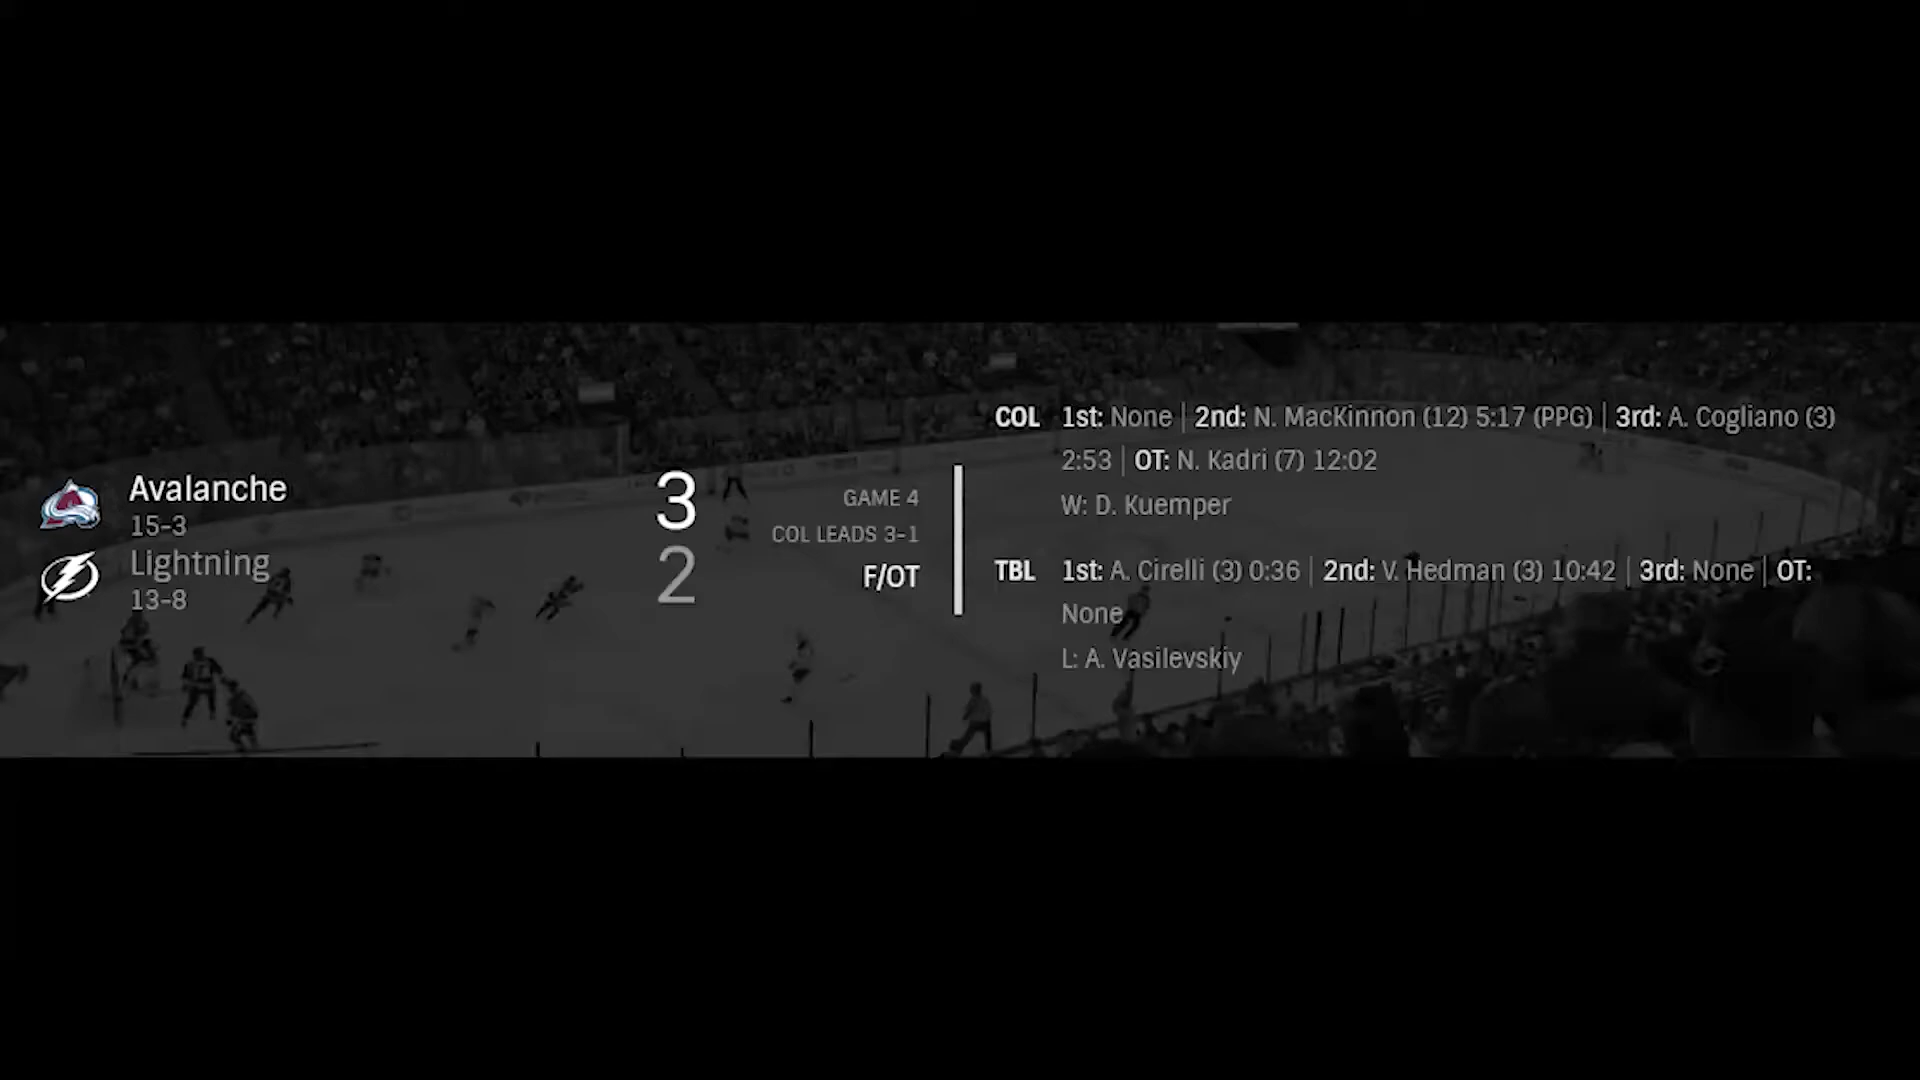 Avalanche
15-3
Lightning
13-8
3
2
GAME 4
COL LEADS 3-1
F/OT
COL 1st: None | 2nd: N. MacKinnon (12) 5:17 (PPG) | 3rd: A. Cogliano (3)
2:53 | OT: N. Kadri (7) 12:02
W: D. Kuemper
TBL 1st: A. Cirelli (3) 0:36 | 2nd: V. Hedman (3) 10:42 | 3rd: None | OT:
None
L: A. Vasilevskiy